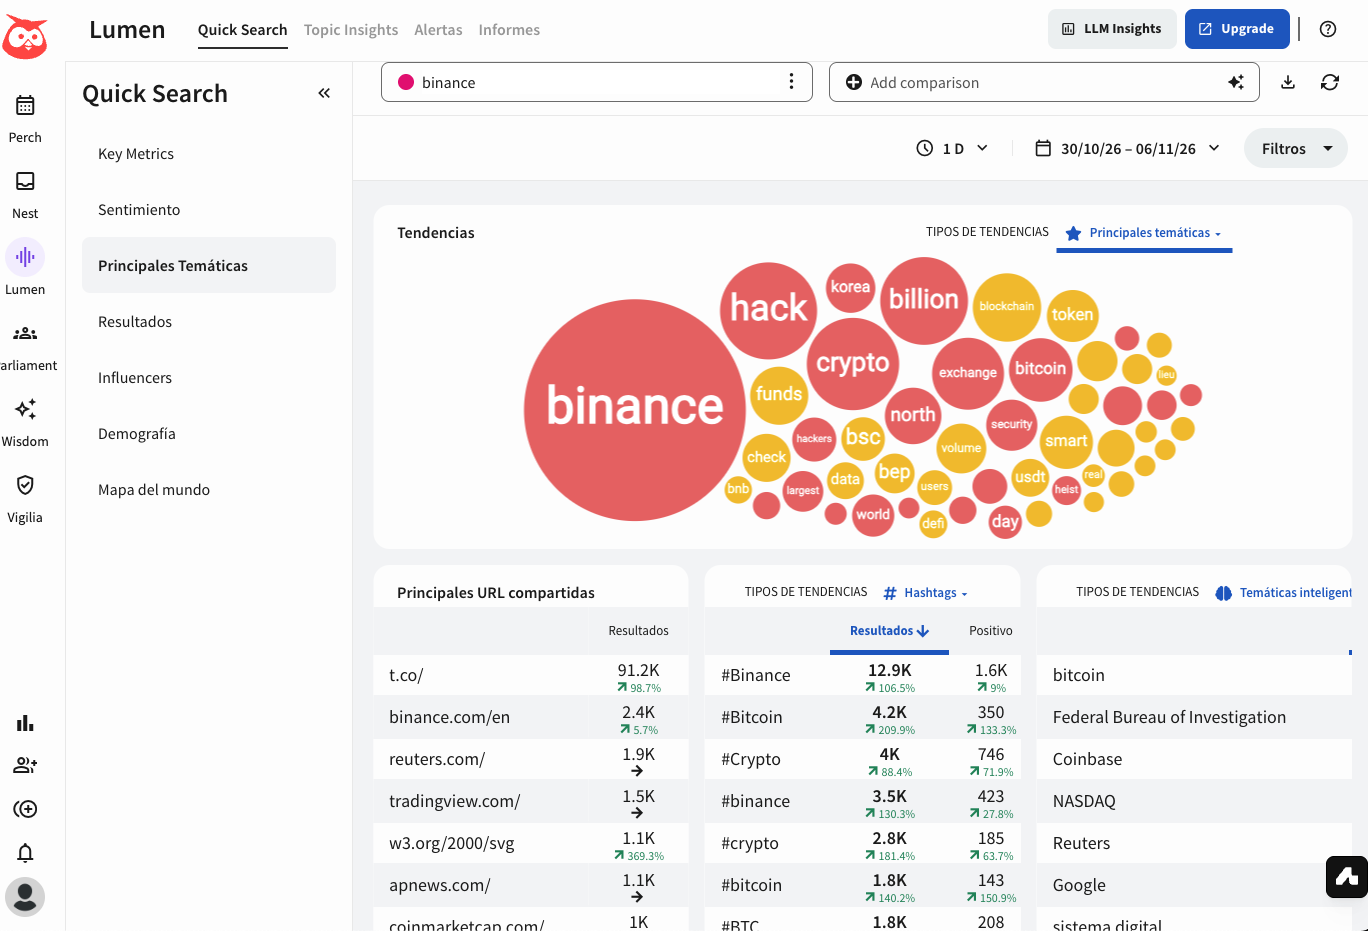 Lumen
Quick Search
Topic Insights
Alertas
Informes
LLM Insights
Upgrade
Perch
Nest
Lumen
arliament
Wisdom
Vigilia
Quick Search
Key Metrics
Sentimiento
Principales Temáticas
Resultados
Influencers
Demografía
Mapa del mundo
binance
Add comparison
1 D
30/10/26 – 06/11/26
Filtros
Tendencias
TIPOS DE TENDENCIAS
Principales temáticas
binance
hack
korea
billion
blockchain
token
crypto
exchange
bitcoin
lieu
funds
north
security
hackers
bsc
volume
smart
check
bep
usdt
real
bnb
largest
data
users
heist
world
defi
day
Principales URL compartidas
Resultados
t.co/ 91.2K
98.7%
binance.com/en 2.4K
5.7%
reuters.com/ 1.9K
tradingview.com/ 1.5K
w3.org/2000/svg 1.1K
369.3%
apnews.com/ 1.1K
coinmarketcap.com/ 1K
TIPOS DE TENDENCIAS # Hashtags
Resultados Positivo
#Binance 12.9K 1.6K
106.5% 9%
#Bitcoin 4.2K 350
209.9% 133.3%
#Crypto 4K 746
88.4% 71.9%
#binance 3.5K 423
130.3% 27.8%
#crypto 2.8K 185
181.4% 63.7%
#bitcoin 1.8K 143
140.2% 150.9%
#BTC 1.8K 208
TIPOS DE TENDENCIAS Temáticas inteligent
bitcoin
Federal Bureau of Investigation
Coinbase
NASDAQ
Reuters
Google
sistema digital